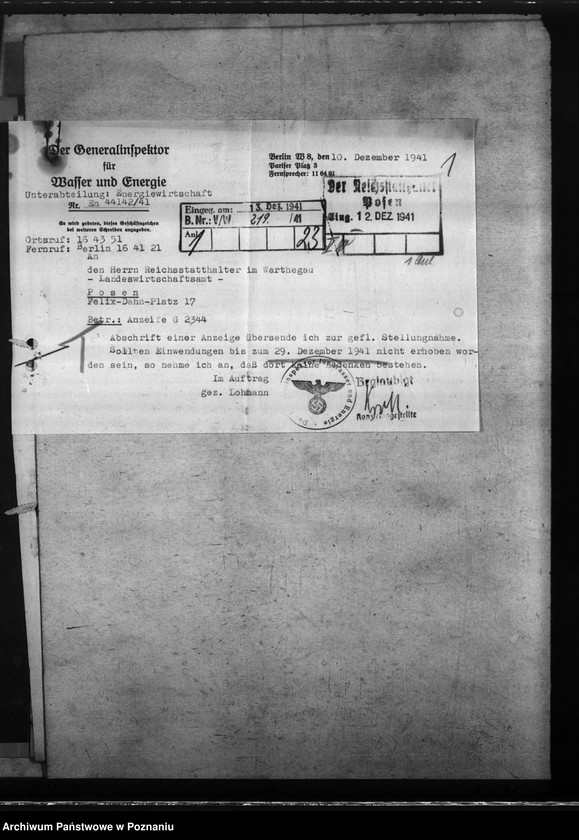 Der Generalinspektor
für
Wasser und Energie
Unterabteilung: Energiewirtschaft
Nr. En 44142/41
Es wird gebeten, dieses Geschäftszeichen
bei weiteren Schreiben anzugeben.
Ortsruf: 16 43 51
Fernruf: Berlin 16 41 21
Berlin W 8, den 10. Dezember 1941
Pariser Platz 3
Fernsprecher: 11 64 81
1
Eingeg. am: 13. DEZ. 1941
B. Nr.: V/W 219. /41
Anl. 1
23
Der Reichsstatthalter
Posen
Eing. 12. DEZ. 1941
An
den Herrn Reichsstatthalter im Warthegau
- Landeswirtschaftsamt -
Posen
Felix-Dahn-Platz 17
Betr.: Anzeige G 2344
Abschrift einer Anzeige übersende ich zur gefl. Stellungnahme.
Sollten Einwendungen bis zum 29. Dezember 1941 nicht erhoben wor-
den sein, so nehme ich an, daß dort keine Bedenken bestehen.
Im Auftrag
gez. Lohmann
Beglaubigt
Archiwum Państwowe w Poznaniu